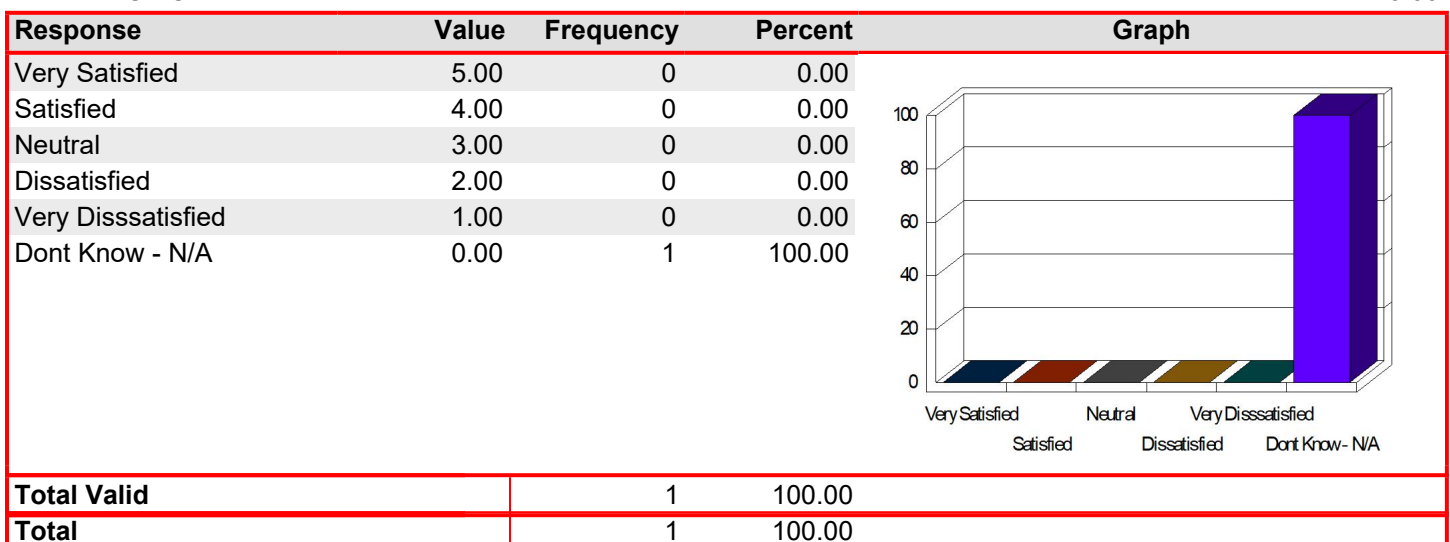 Response Value Frequency Percent Graph
Very Satisfied 5.00 0 0.00
Satisfied 4.00 0 0.00
Neutral 3.00 0 0.00
Dissatisfied 2.00 0 0.00
Very Disssatisfied 1.00 0 0.00
Dont Know - N/A 0.00 1 100.00
100
80
60
40
20
0
Very Satisfied Neutral Very Disssatisfied
Satisfied Dissatisfied Dont Know - N/A
Total Valid 1 100.00
Total 1 100.00